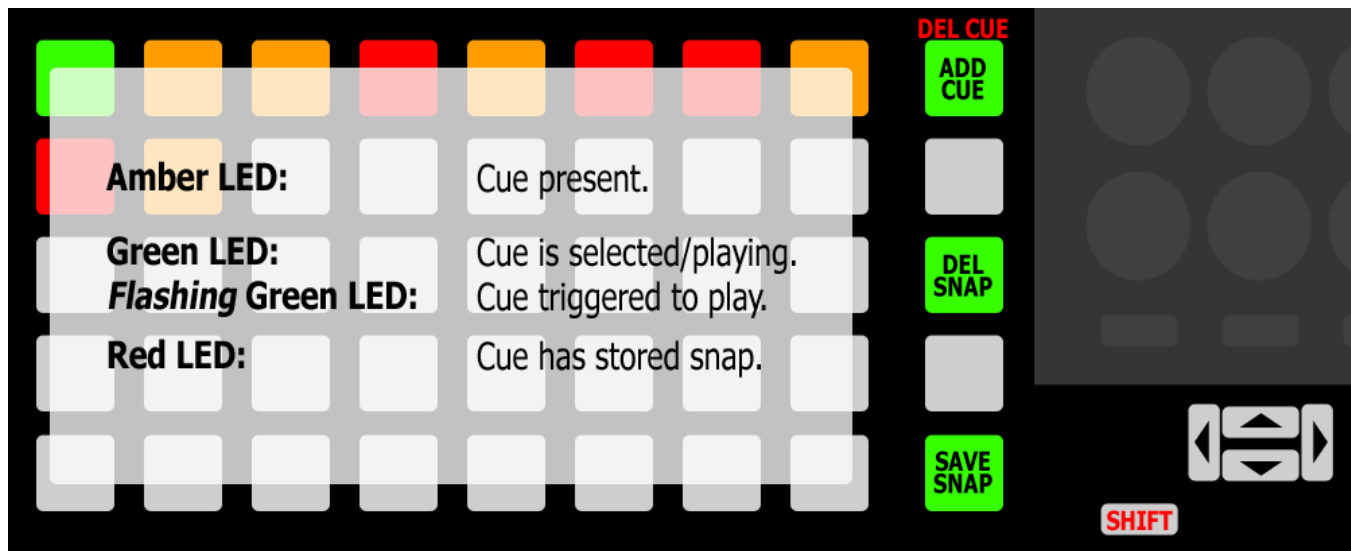 DEL CUE
ADD
CUE
Amber LED: Cue present.
Green LED: Cue is selected/playing.
Flashing Green LED: Cue triggered to play.
DEL
SNAP
Red LED: Cue has stored snap.
SAVE
SNAP
SHIFT